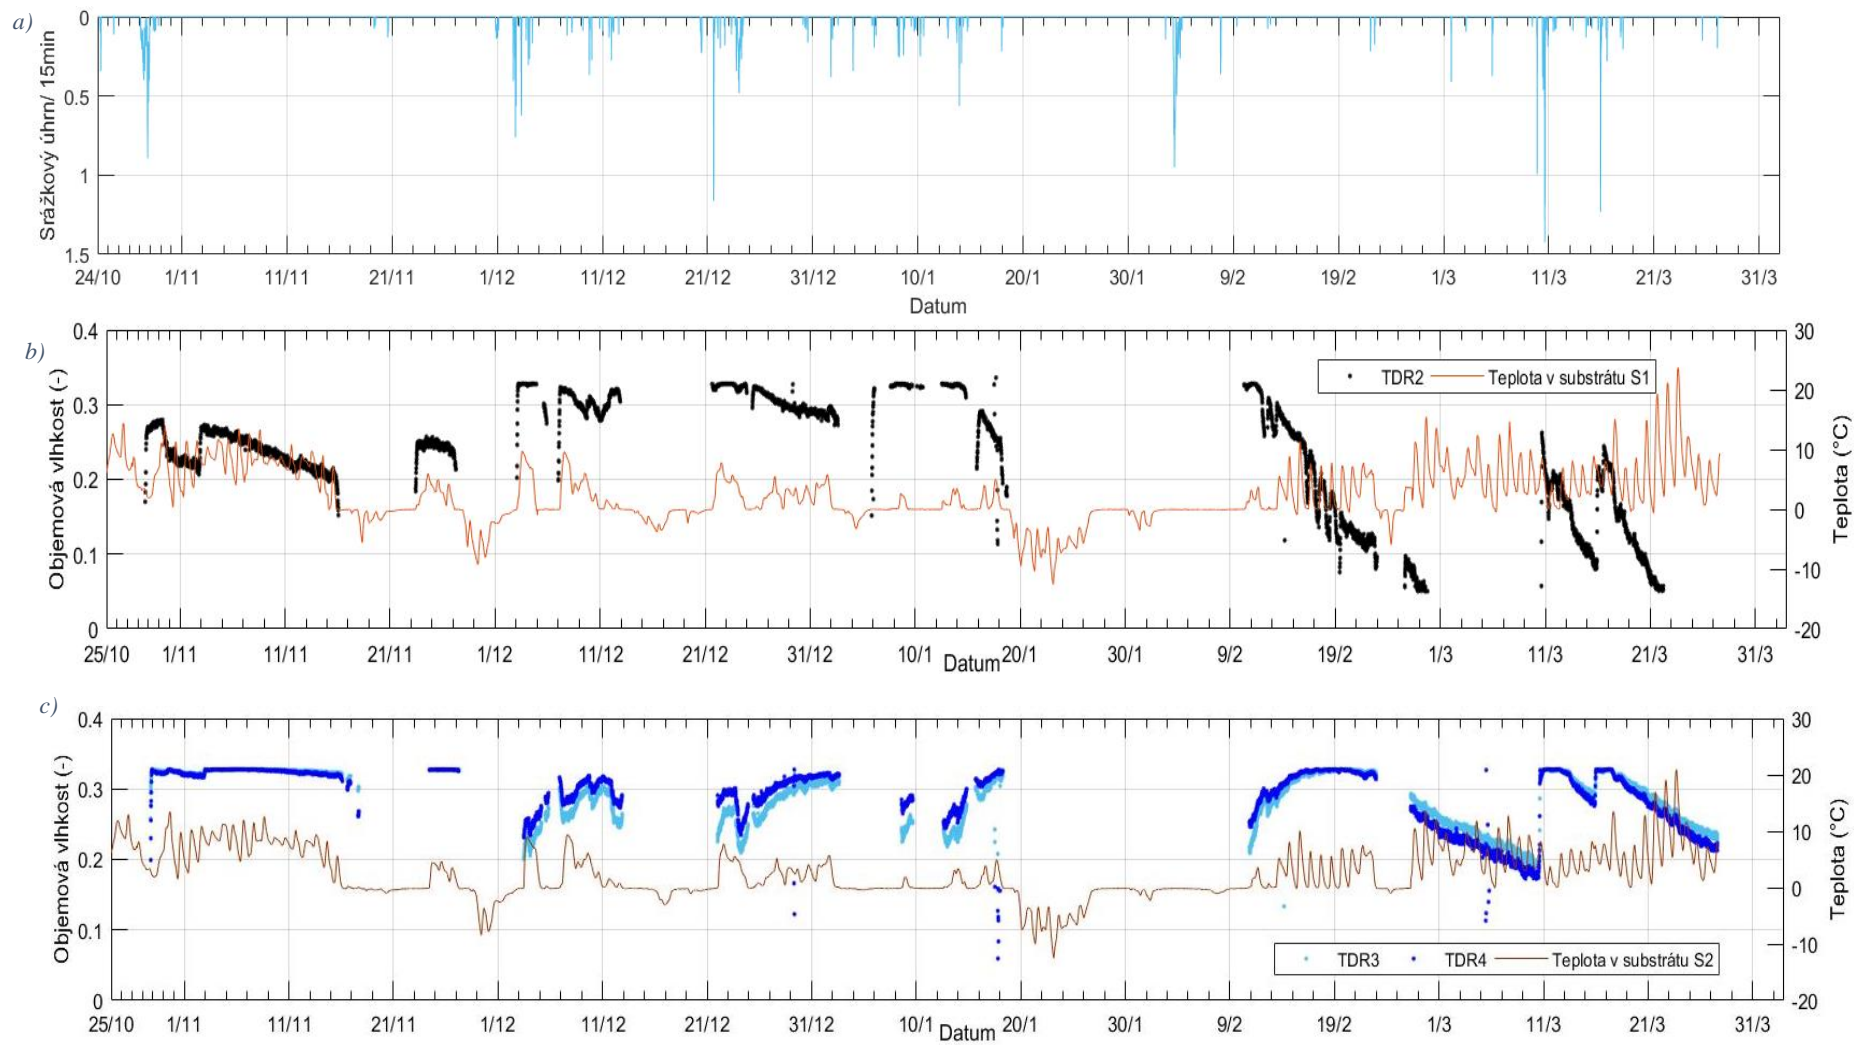 a)
Srážkový úhrn/ 15min
0
0.5
1
1.5
24/10 1/11 11/11 21/11 1/12 11/12 21/12 31/12 10/1 20/1 30/1 9/2 19/2 1/3 11/3 21/3 31/3
Datum
b)
Objemová vlhkost (-)
0.4
0.3
0.2
0.1
0
TDR2 Teplota v substrátu S1
30
20
10
0
-10
-20
Teplota (°C)
25/10 1/11 11/11 21/11 1/12 11/12 21/12 31/12 10/1 20/1 30/1 9/2 19/2 1/3 11/3 21/3 31/3
Datum
c)
Objemová vlhkost (-)
0.4
0.3
0.2
0.1
0
30
20
10
0
-10
-20
Teplota (°C)
TDR3 TDR4 Teplota v substrátu S2
25/10 1/11 11/11 21/11 1/12 11/12 21/12 31/12 10/1 20/1 30/1 9/2 19/2 1/3 11/3 21/3 31/3
Datum